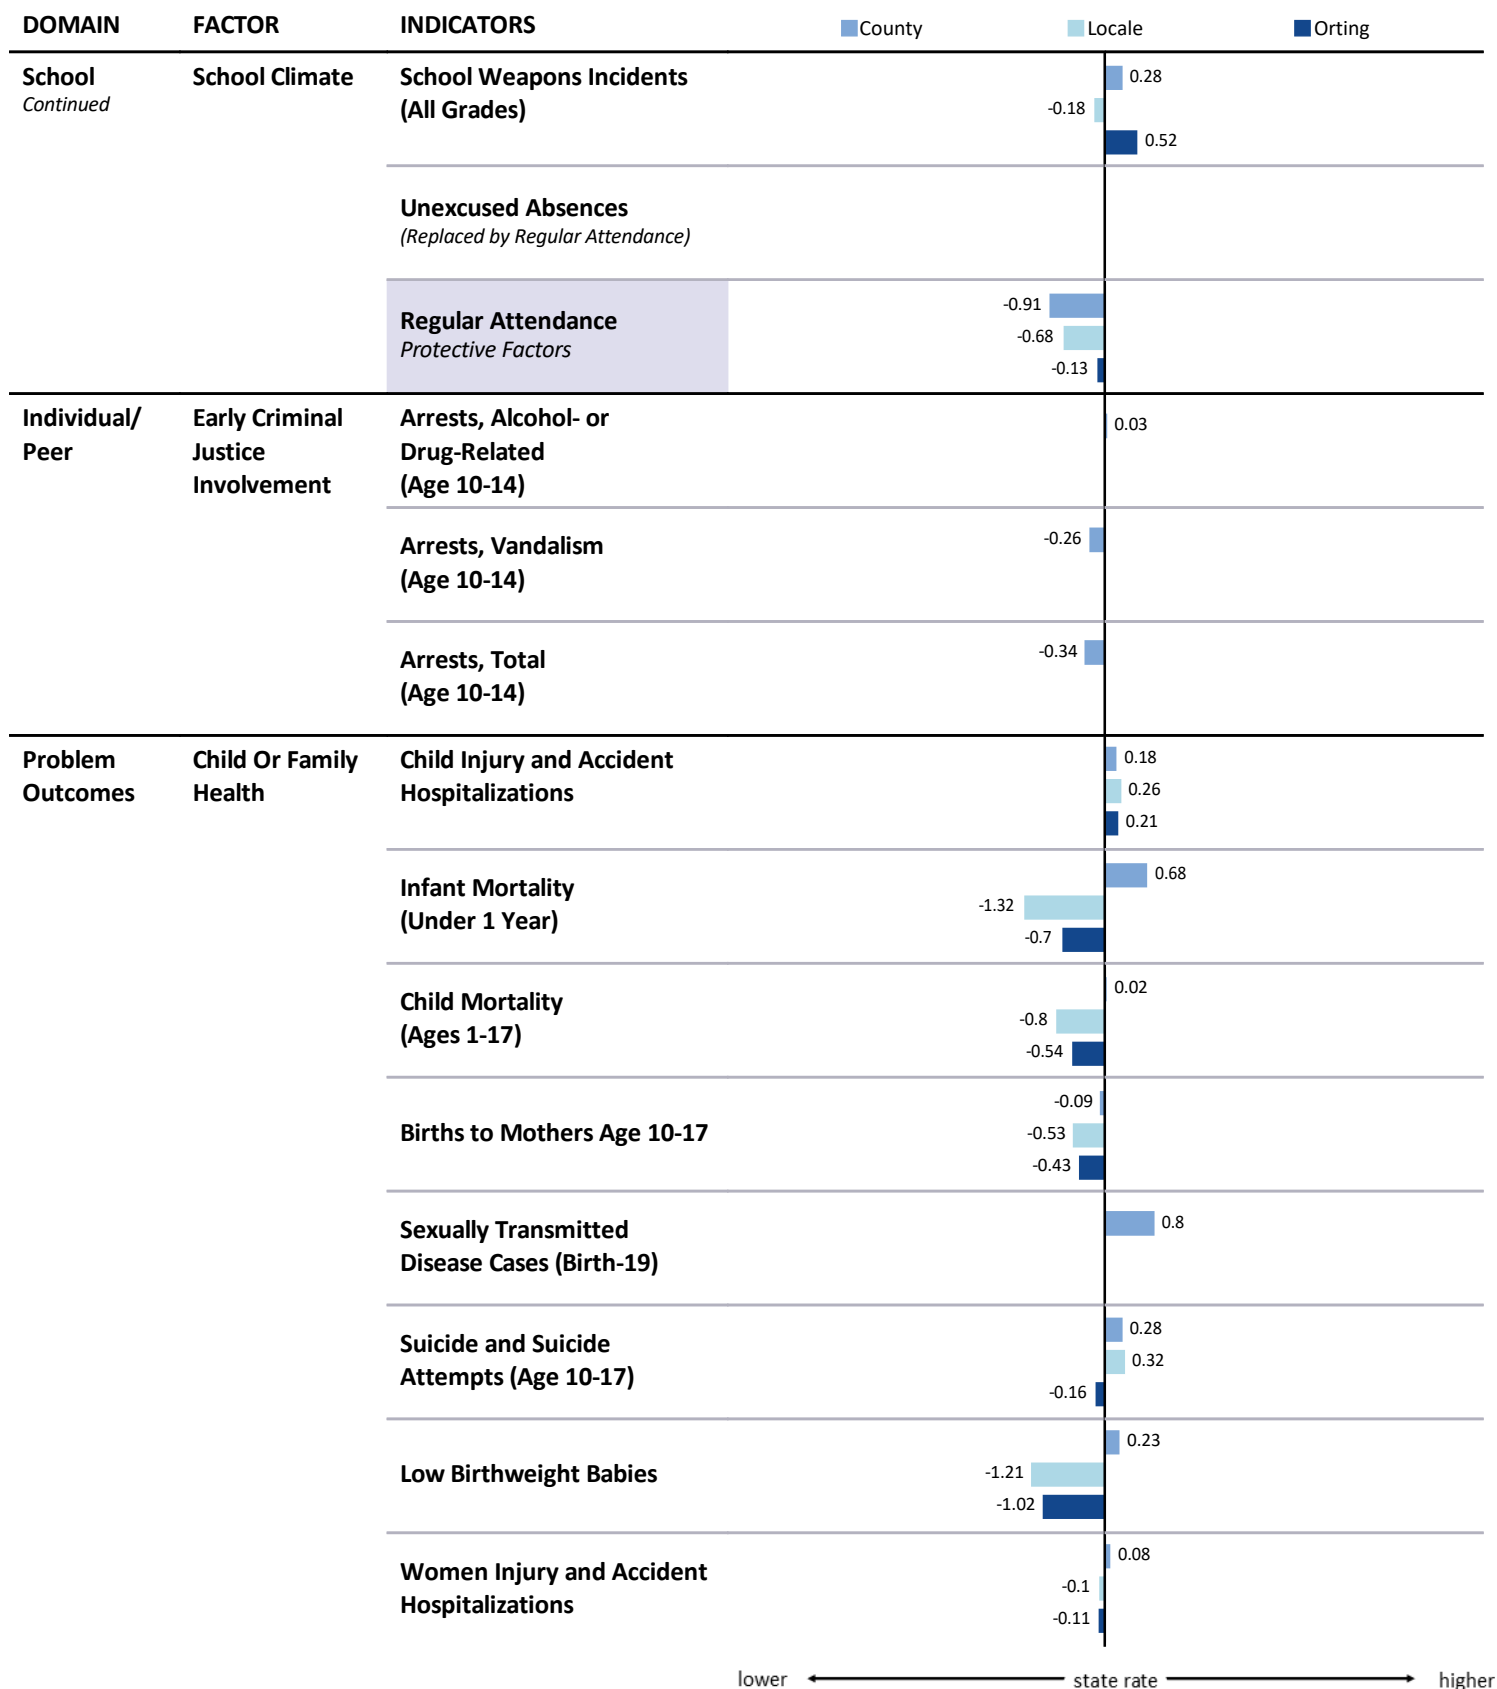 DOMAIN FACTOR INDICATORS County Locale Orting
School School Climate School Weapons Incidents
Continued (All Grades)
0.28
-0.18
0.52
Unexcused Absences
(Replaced by Regular Attendance)
Regular Attendance
Protective Factors
-0.91
-0.68
-0.13
Individual/ Early Criminal Arrests, Alcohol- or
Peer Justice Drug-Related
Involvement (Age 10-14)
0.03
Arrests, Vandalism
(Age 10-14)
-0.26
Arrests, Total
(Age 10-14)
-0.34
Problem Child Or Family Child Injury and Accident
Outcomes Health Hospitalizations
0.18
0.26
0.21
Infant Mortality
(Under 1 Year)
0.68
-1.32
-0.7
Child Mortality
(Ages 1-17)
0.02
-0.8
-0.54
Births to Mothers Age 10-17
-0.09
-0.53
-0.43
Sexually Transmitted
Disease Cases (Birth-19)
0.8
Suicide and Suicide
Attempts (Age 10-17)
0.28
0.32
-0.16
Low Birthweight Babies
0.23
-1.21
-1.02
Women Injury and Accident
Hospitalizations
0.08
-0.1
-0.11
lower state rate higher